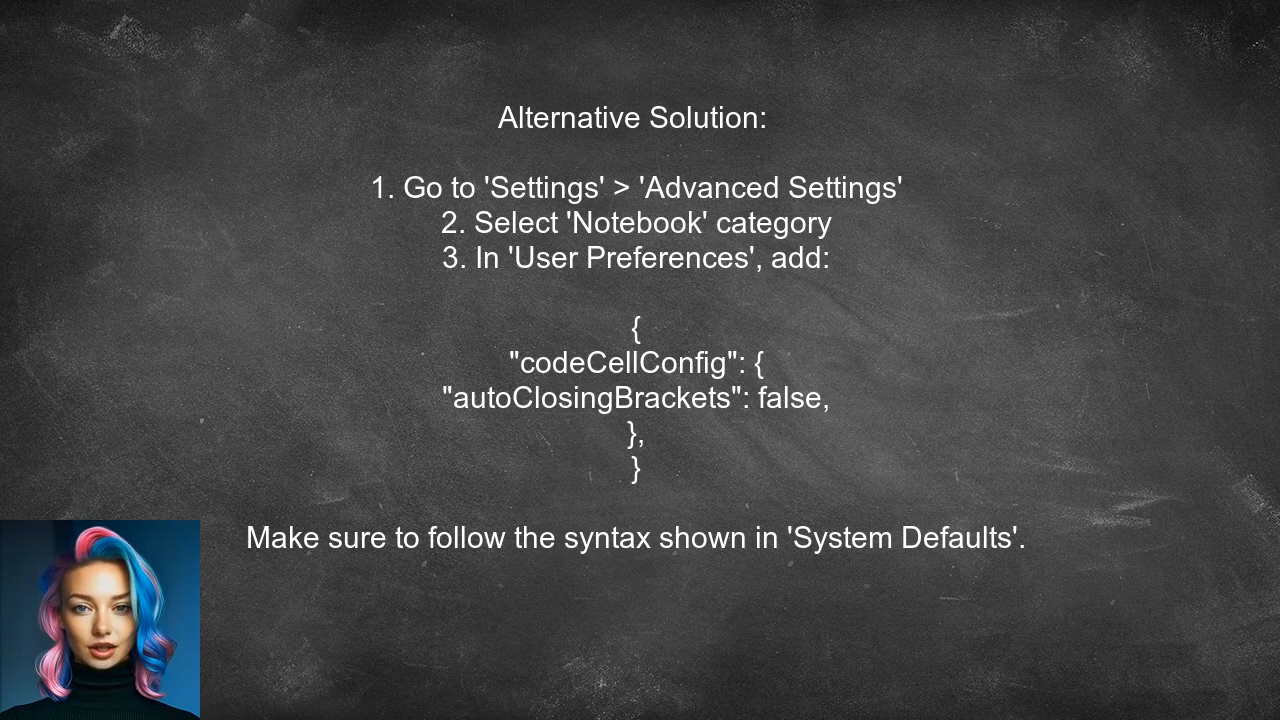 Alternative Solution:
1. Go to 'Settings' > 'Advanced Settings'
2. Select 'Notebook' category
3. In 'User Preferences', add:
{
"codeCellConfig": {
"autoClosingBrackets": false,
},
}
Make sure to follow the syntax shown in 'System Defaults'.